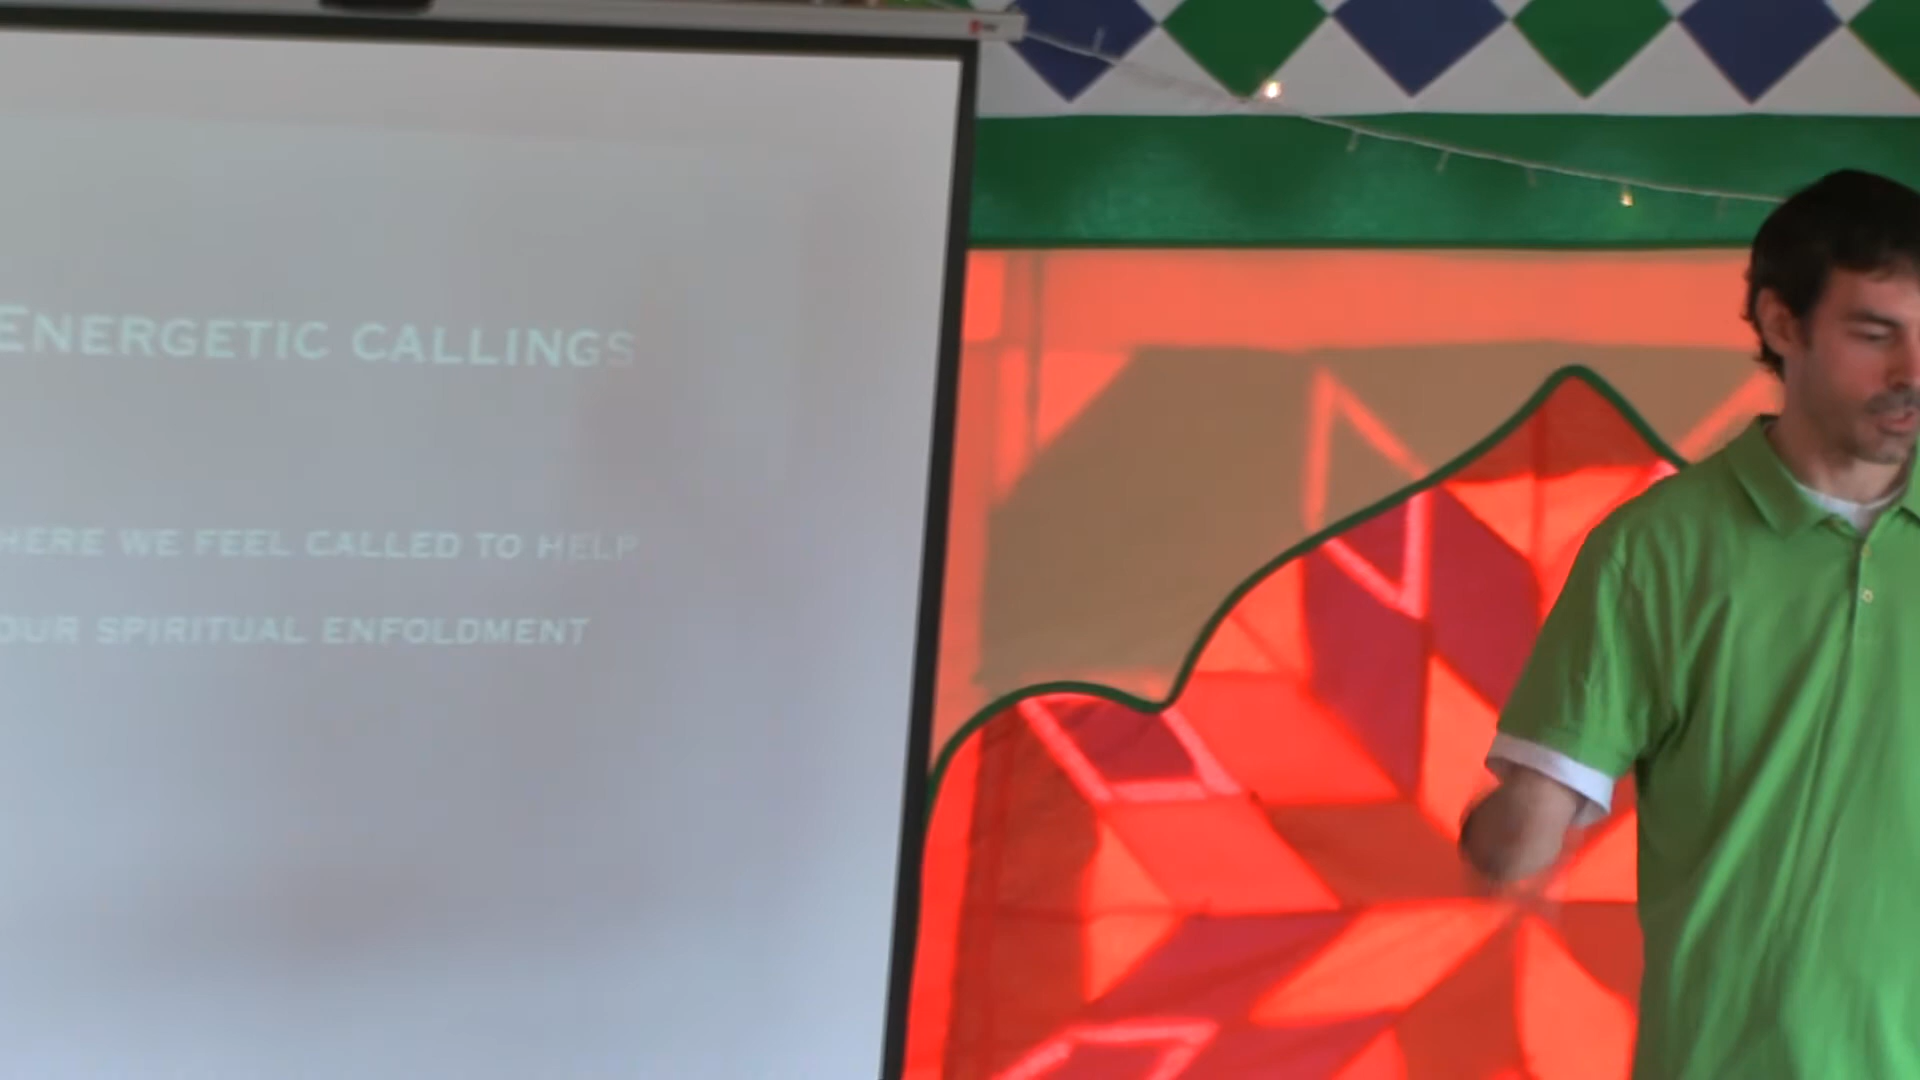 ENERGETIC CALLINGS
HERE WE FEEL CALLED TO HELP
OUR SPIRITUAL ENFOLDMENT